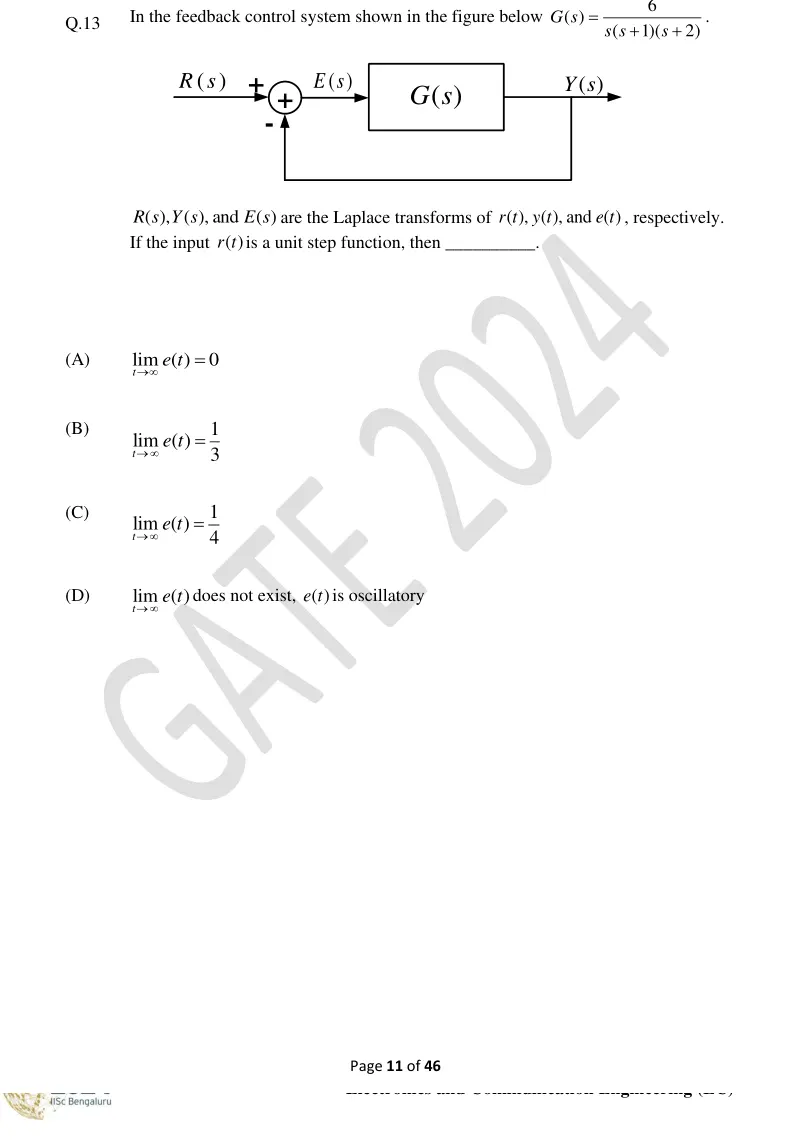 Q.13 In the feedback control system shown in the figure below G(s) = 6 / s(s+1)(s+2) .
R(s) + E(s) G(s) Y(s)
+
-
R(s), Y(s), and E(s) are the Laplace transforms of r(t), y(t), and e(t), respectively.
If the input r(t) is a unit step function, then __________.
(A) lim t→∞ e(t) = 0
(B) lim t→∞ e(t) = 1/3
(C) lim t→∞ e(t) = 1/4
(D) lim t→∞ e(t) does not exist, e(t) is oscillatory
GATE 2024
Page 11 of 46
IISc Bengaluru